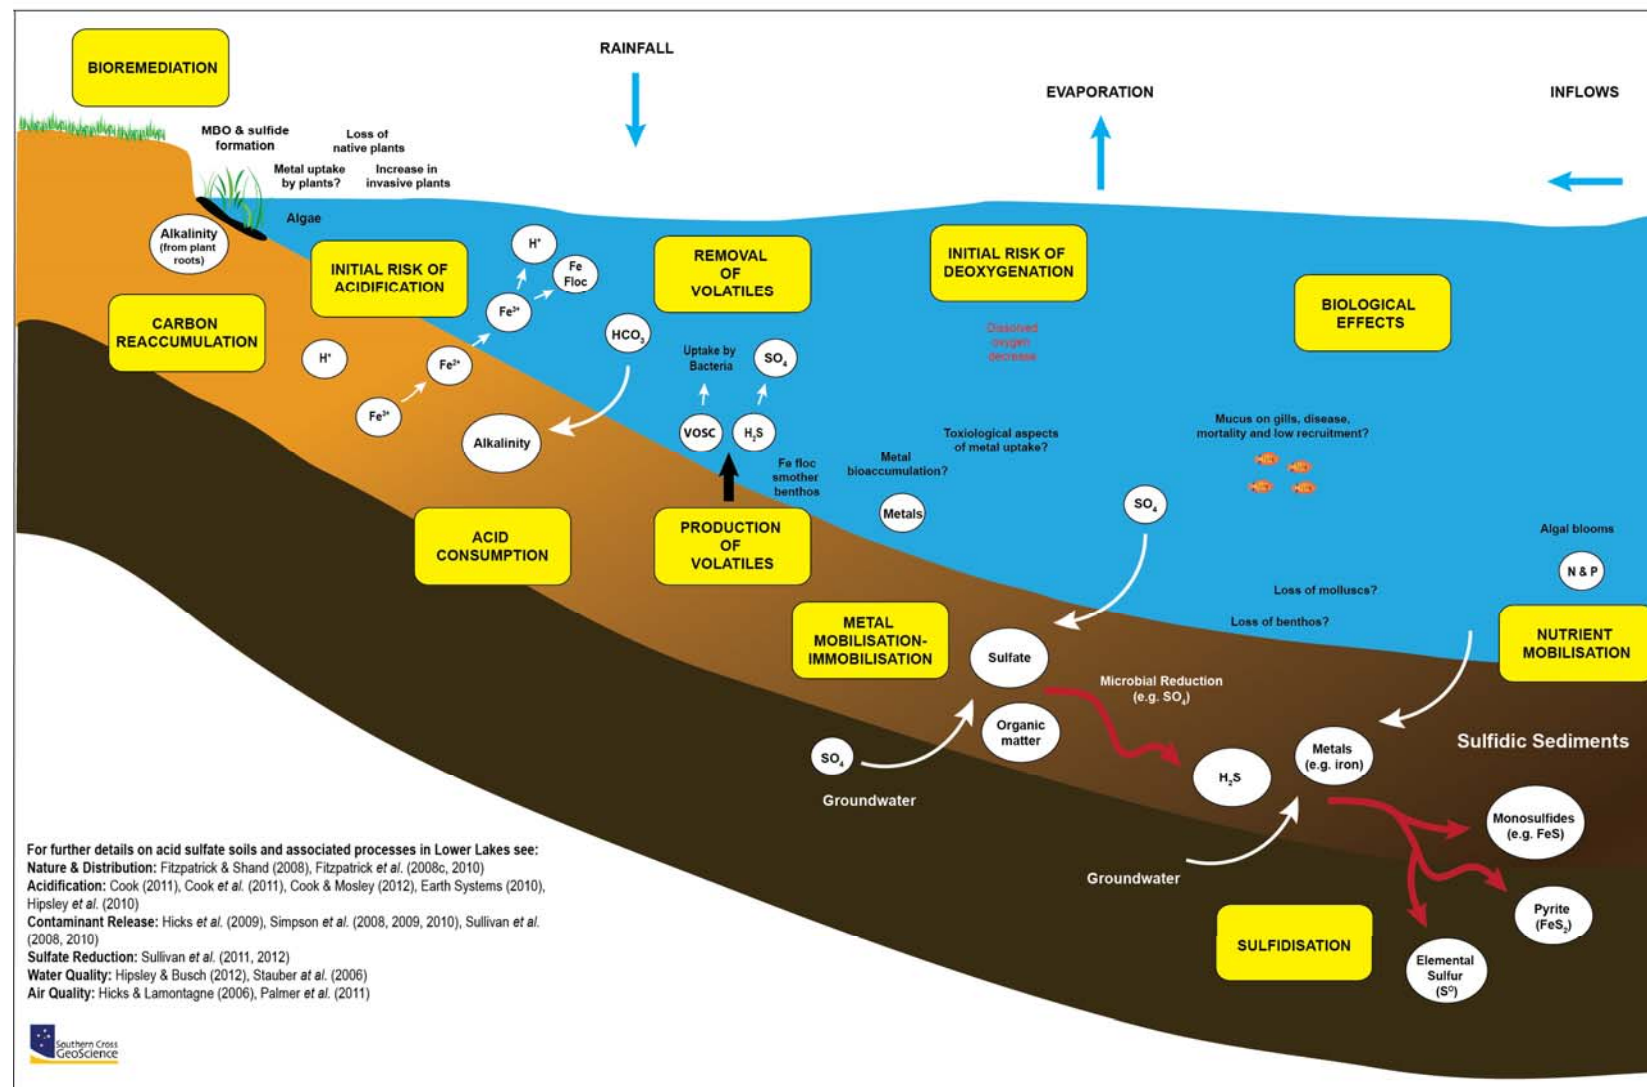 BIOREMEDIATION
RAINFALL
EVAPORATION
INFLOWS
MBO & sulfide
formation
Loss of
native plants
Metal uptake
by plants?
Increase in
invasive plants
Algae
Alkalinity
(from plant
roots)
INITIAL RISK OF
ACIDIFICATION
H⁺
Fe
Floc
Fe³⁺
Fe²⁺
Fe³⁺
H⁺
CARBON
REACCUMULATION
HCO₃
Alkalinity
ACID
CONSUMPTION
REMOVAL
OF
VOLATILES
Uptake by
Bacteria
SO₄
VOSC
H₂S
PRODUCTION
OF
VOLATILES
Fe floc
smother
benthos
INITIAL RISK OF
DEOXYGENATION
Dissolved
oxygen
decrease
Toxiological aspects
of metal uptake?
Metal
bioaccumulation?
Metals
BIOLOGICAL
EFFECTS
Mucus on gills, disease,
mortality and low recruitment?
SO₄
Algal blooms
N & P
Loss of molluscs?
Loss of benthos?
NUTRIENT
MOBILISATION
METAL
MOBILISATION-
IMMOBILISATION
Sulfate
Organic
matter
Microbial Reduction
(e.g. SO₄)
SO₄
Groundwater
H₂S
Metals
(e.g. iron)
Sulfidic Sediments
Groundwater
Monosulfides
(e.g. FeS)
Pyrite
(FeS₂)
Elemental
Sulfur
(S⁰)
SULFIDISATION
For further details on acid sulfate soils and associated processes in Lower Lakes see:
Nature & Distribution: Fitzpatrick & Shand (2008), Fitzpatrick et al. (2008c, 2010)
Acidification: Cook (2011), Cook et al. (2011), Cook & Mosley (2012), Earth Systems (2010),
Hipsley et al. (2010)
Contaminant Release: Hicks et al. (2009), Simpson et al. (2008, 2009, 2010), Sullivan et al.
(2008, 2010)
Sulfate Reduction: Sullivan et al. (2011, 2012)
Water Quality: Hipsley & Busch (2012), Stauber at al. (2006)
Air Quality: Hicks & Lamontagne (2006), Palmer et al. (2011)
Southern Cross
GeoScience